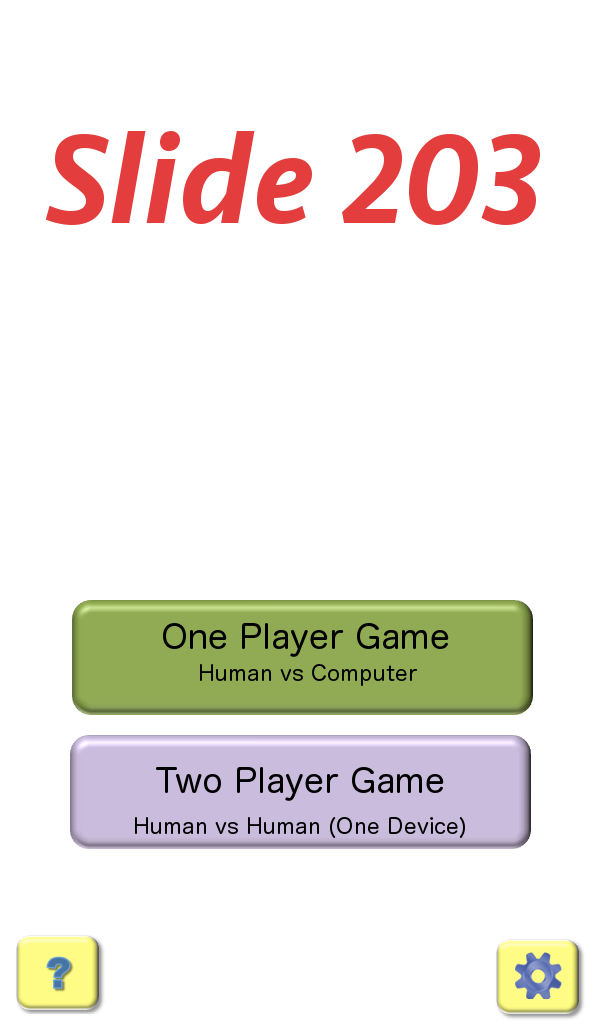 Slide 203
One Player Game
Human vs Computer
Two Player Game
Human vs Human (One Device)
?